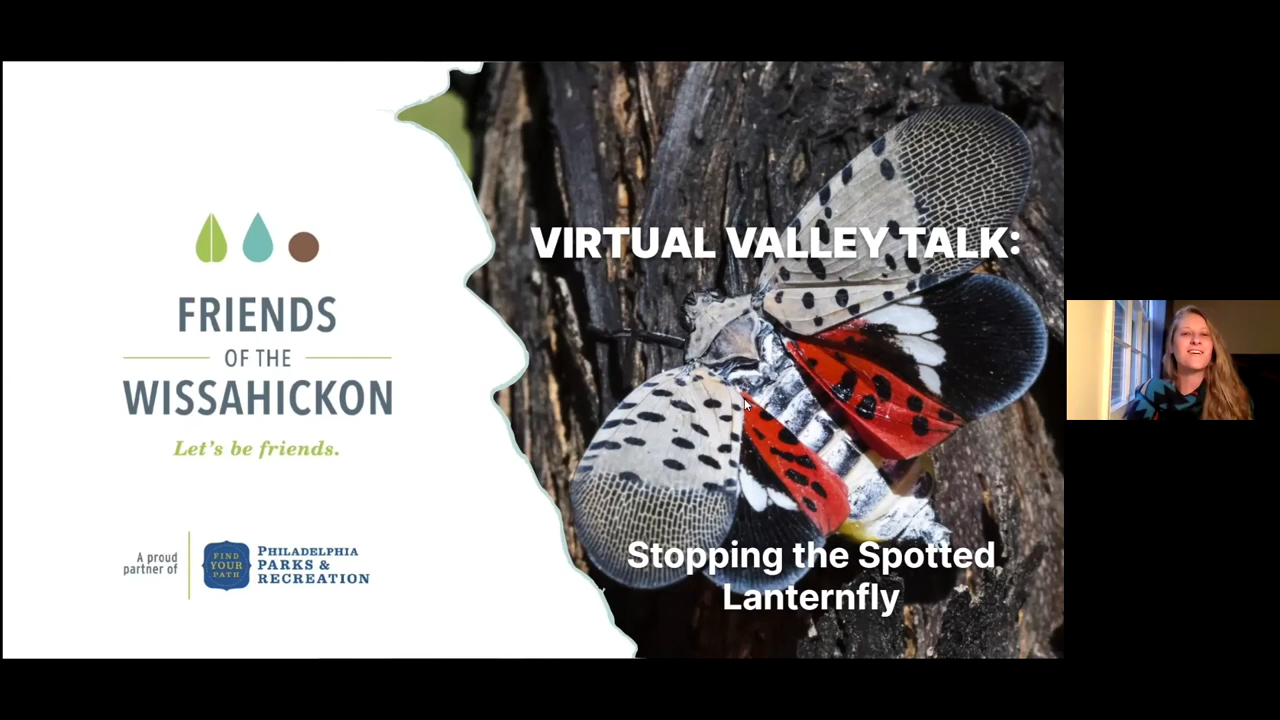 FRIENDS
OF THE
WISSAHICKON
Let's be friends.
A proud
partner of
FIND
YOUR
PATH
PHILADELPHIA
PARKS &
RECREATION
VIRTUAL VALLEY TALK:
Stopping the Spotted
Lanternfly